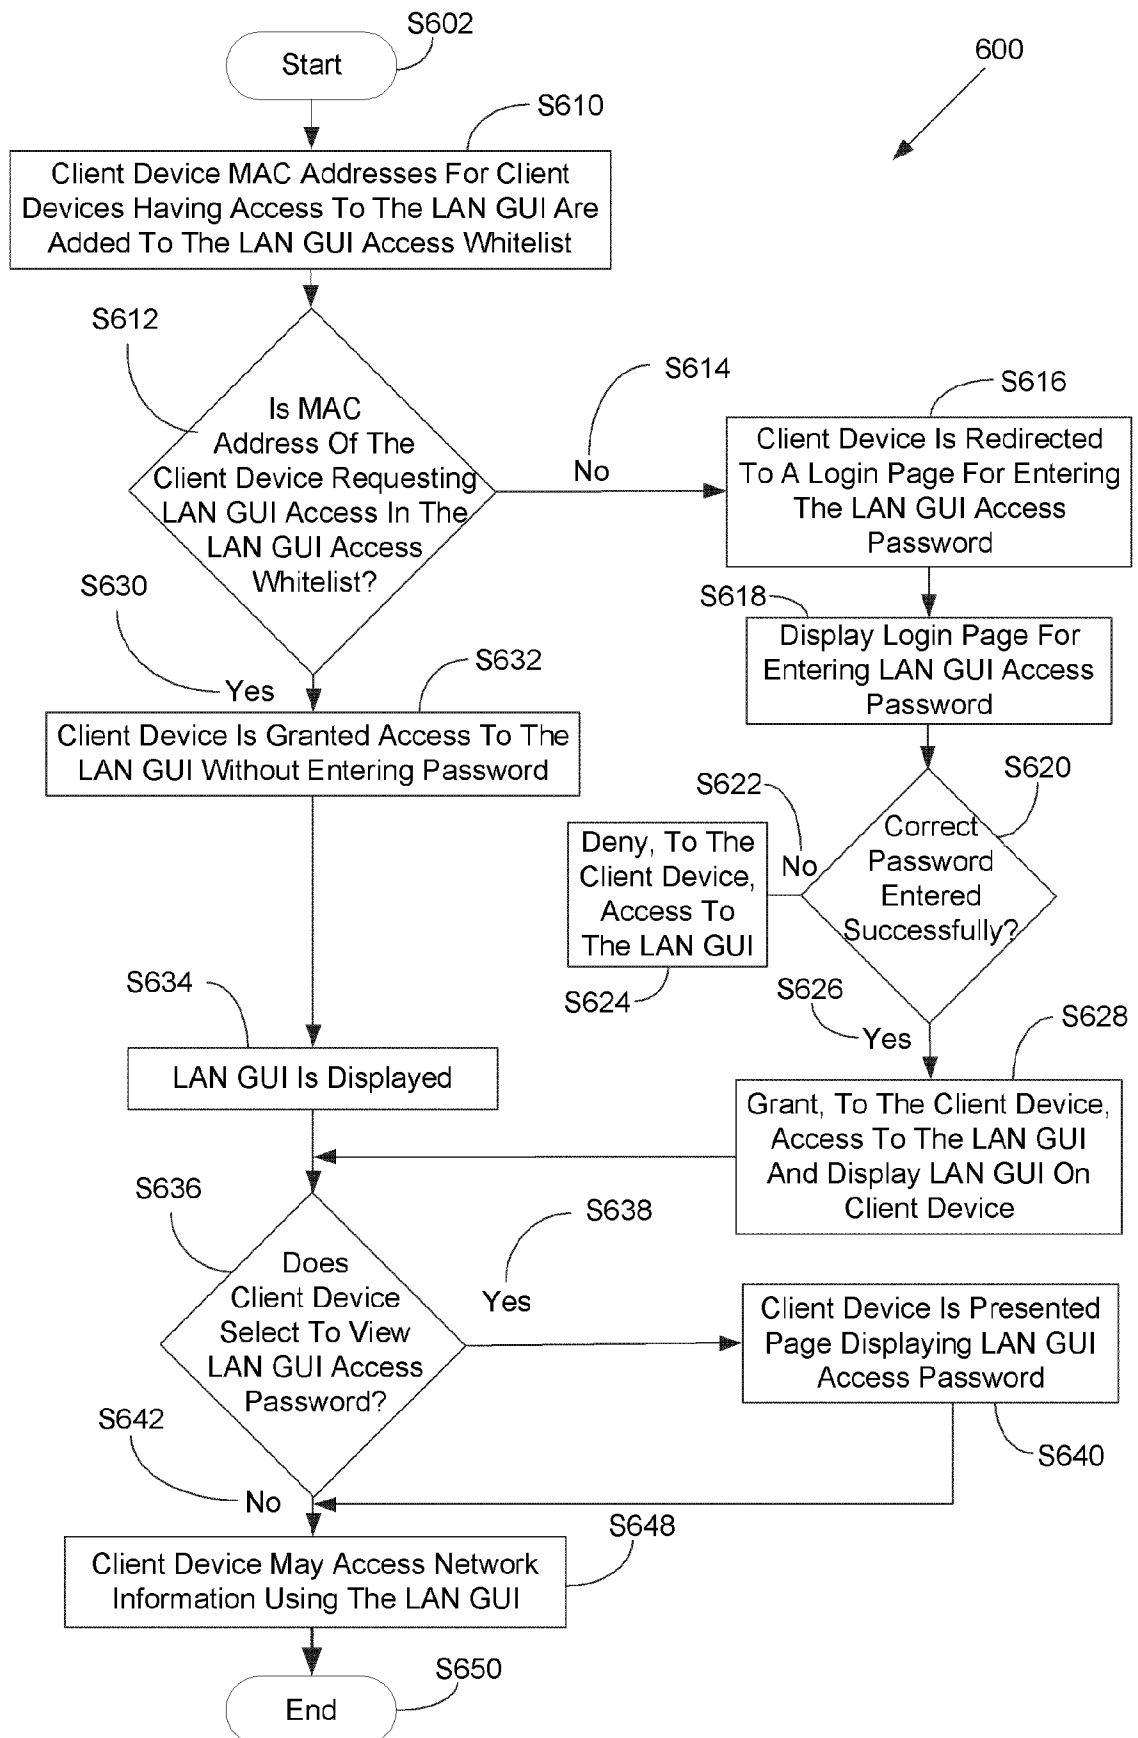 S602
Start
600
S610
Client Device MAC Addresses For Client
Devices Having Access To The LAN GUI Are
Added To The LAN GUI Access Whitelist
S612
Is MAC
Address Of The
Client Device Requesting
LAN GUI Access In The
LAN GUI Access
Whitelist?
S614
No
S616
Client Device Is Redirected
To A Login Page For Entering
The LAN GUI Access
Password
S618
Display Login Page For
Entering LAN GUI Access
Password
S630
Yes
S632
Client Device Is Granted Access To The
LAN GUI Without Entering Password
S620
Correct
Password
Entered
Successfully?
S622
No
Deny, To The
Client Device,
Access To
The LAN GUI
S624
S626
Yes
S628
Grant, To The Client Device,
Access To The LAN GUI
And Display LAN GUI On
Client Device
S634
LAN GUI Is Displayed
S636
Does
Client Device
Select To View
LAN GUI Access
Password?
S638
Yes
Client Device Is Presented
Page Displaying LAN GUI
Access Password
S640
S642
No
S648
Client Device May Access Network
Information Using The LAN GUI
S650
End